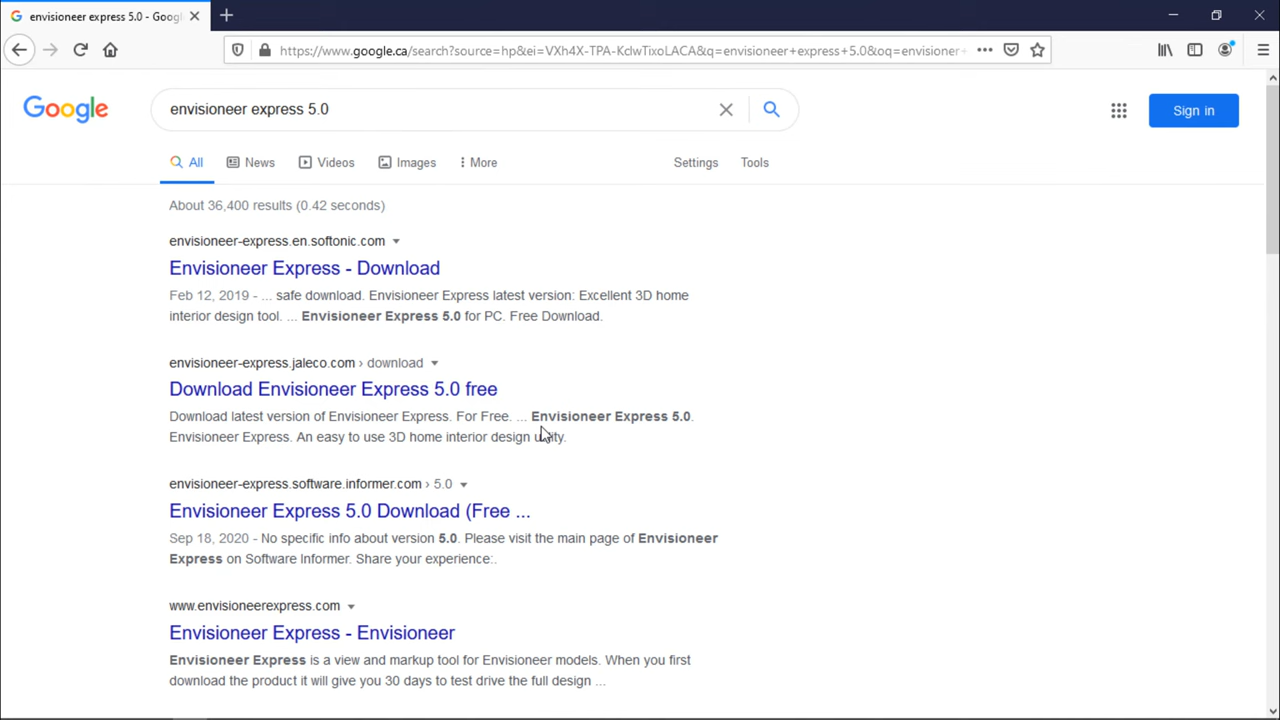 envisioneer express 5.0 - Googl
https://www.google.ca/search?source=hp&ei=VXh4X-TPA-KdwTixoLACA&q=envisioneer+express+5.0&oq=envisioner+
Google
envisioneer express 5.0
Sign in
All News Videos Images More Settings Tools
About 36,400 results (0.42 seconds)
envisioneer-express.en.softonic.com
Envisioneer Express - Download
Feb 12, 2019 - ... safe download. Envisioneer Express latest version: Excellent 3D home
interior design tool. ... Envisioneer Express 5.0 for PC. Free Download.
envisioneer-express.jaleco.com › download
Download Envisioneer Express 5.0 free
Download latest version of Envisioneer Express. For Free. ... Envisioneer Express 5.0.
Envisioneer Express. An easy to use 3D home interior design utility.
envisioneer-express.software.informer.com › 5.0
Envisioneer Express 5.0 Download (Free ...
Sep 18, 2020 - No specific info about version 5.0. Please visit the main page of Envisioneer
Express on Software Informer. Share your experience:.
www.envisioneerexpress.com
Envisioneer Express - Envisioneer
Envisioneer Express is a view and markup tool for Envisioneer models. When you first
download the product it will give you 30 days to test drive the full design ...